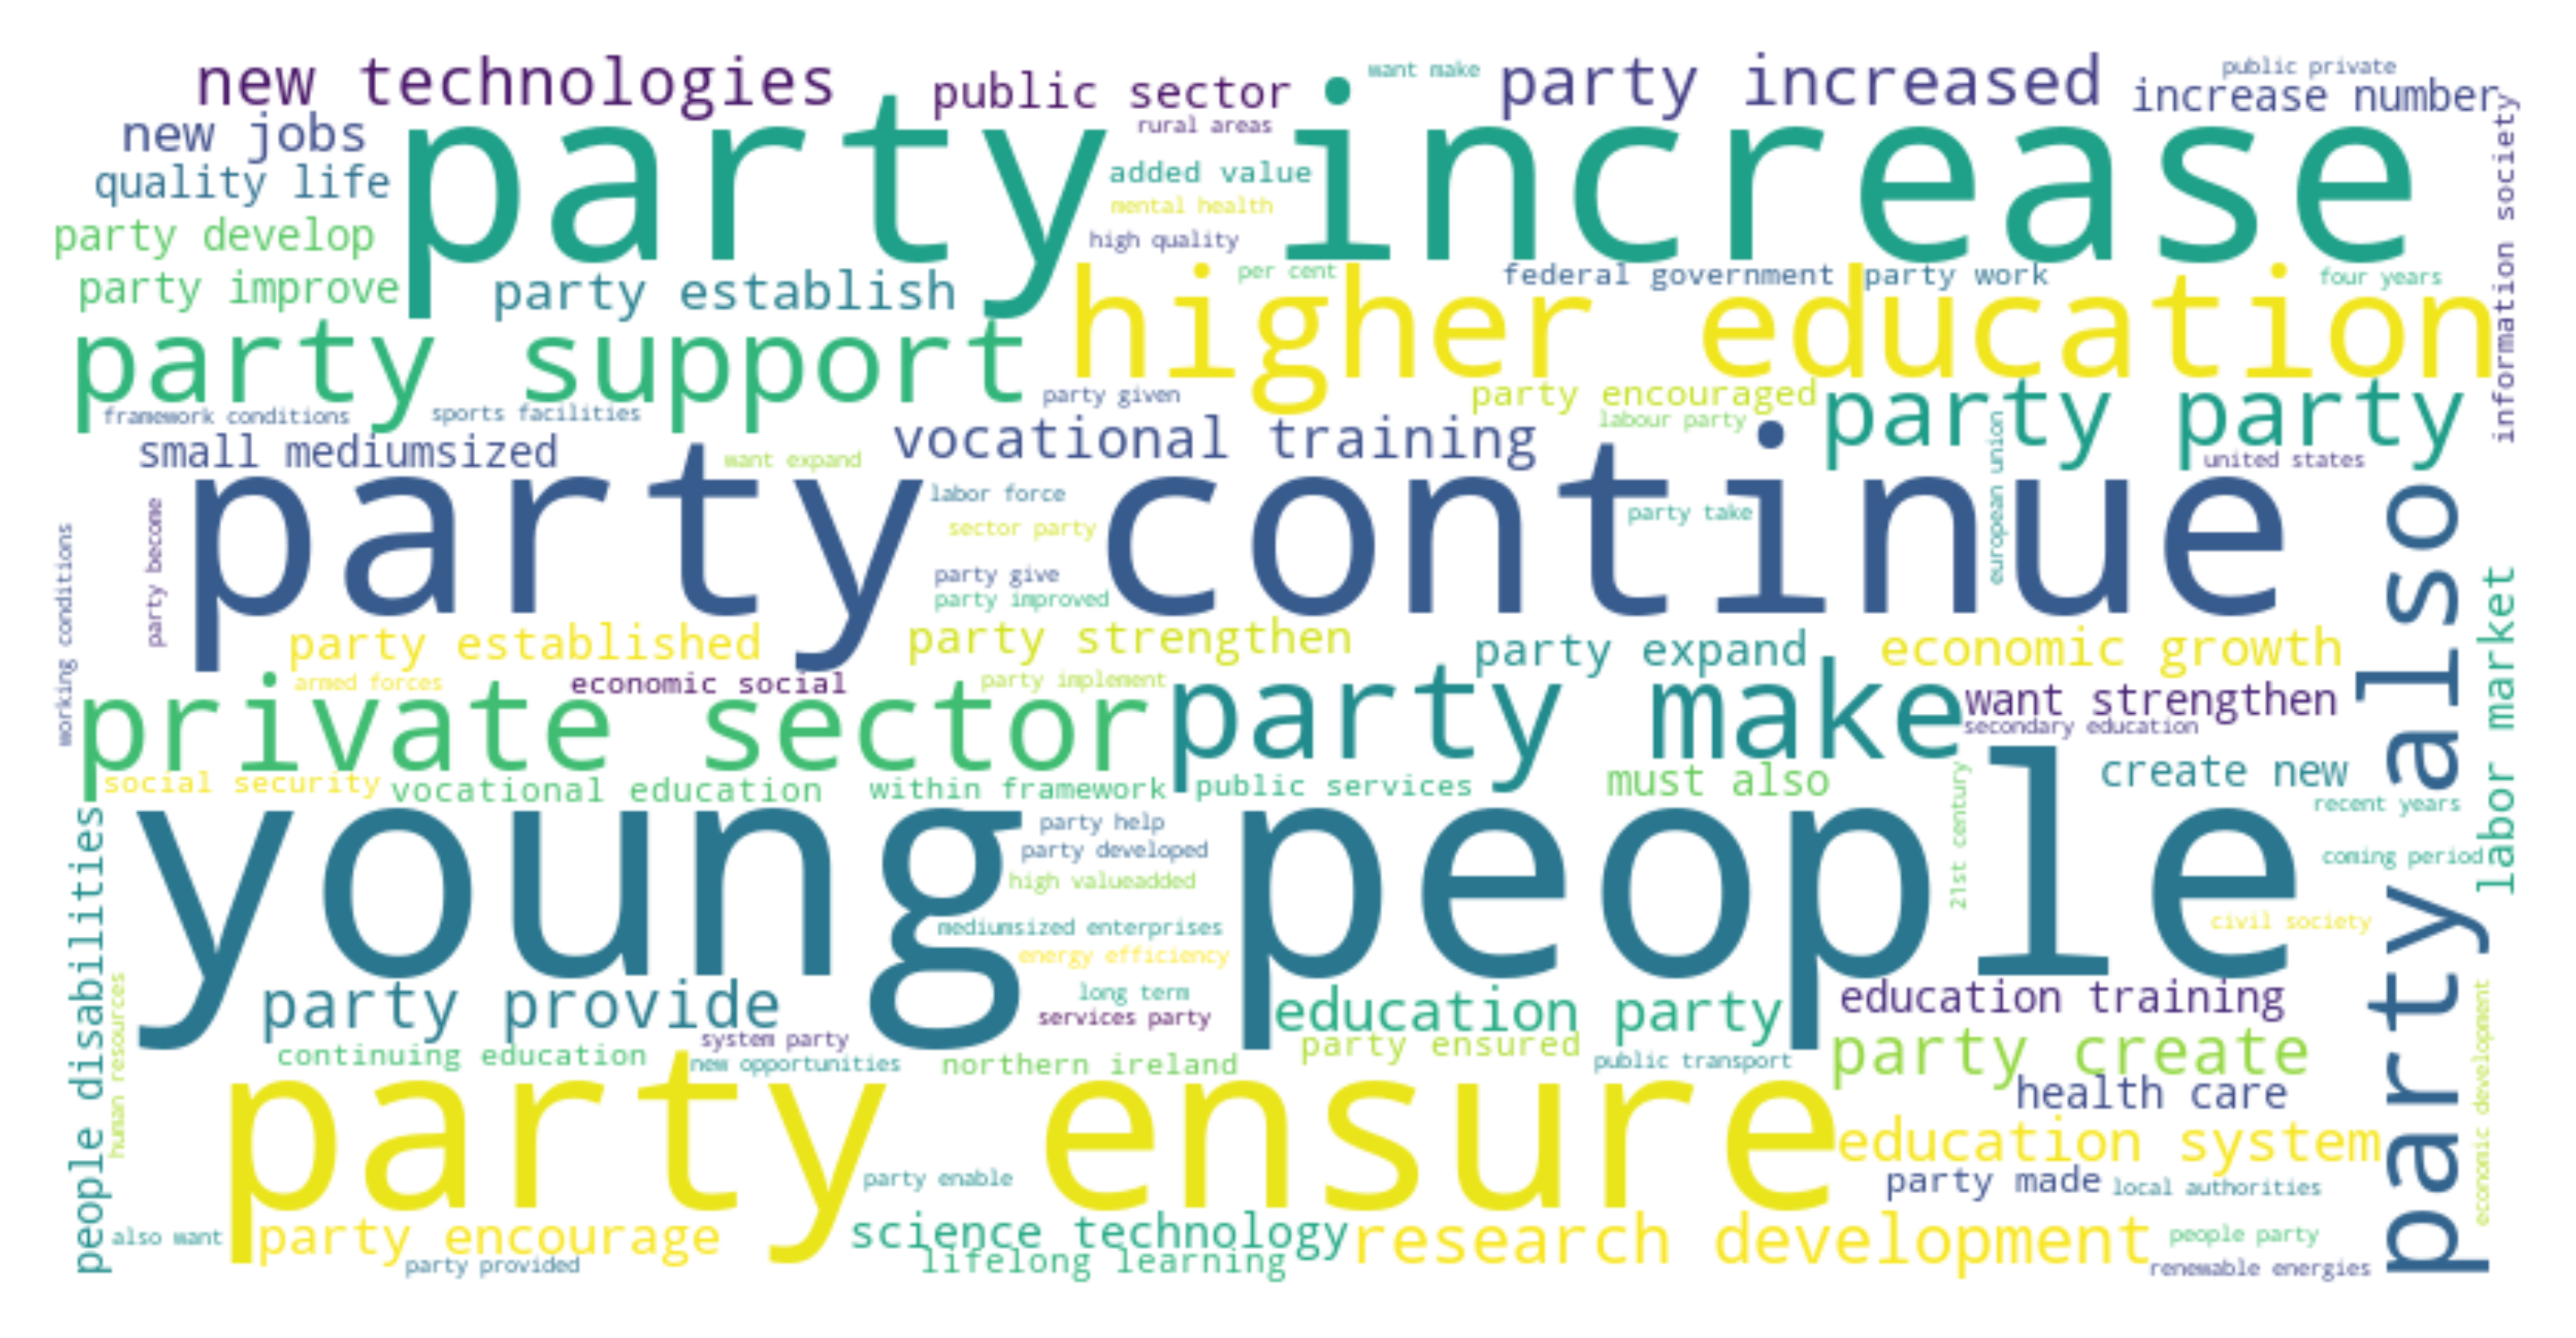 new technologies
public sector
want make
party increased
public private
increase number
new jobs
rural areas
party increase
quality life
added value
mental health
party develop
high quality
information society
party improve
party establish
per cent
federal government
party work
four years
higher education
party support
party given
party encouraged
party party
framework conditions
sports facilities
labour party
small mediumsized
want expand
vocational training
united states
european union
party continue
labor force
party take
sector party
party become
working conditions
party give
party improved
party established
party strengthen
party expand
economic growth
party also
labor market
armed forces
economic social
party implement
want strengthen
private sector
party make
secondary education
social security
vocational education
within framework
public services
must also
create new
recent years
young people
party help
party developed
21st century
coming period
high valueadded
people disabilities
mediumsized enterprises
civil society
energy efficiency
long term
party provide
services party
education party
education training
human resources
economic development
system party
continuing education
new opportunities
northern ireland
party ensured
public transport
party create
health care
party ensure
education system
party enable
party made
local authorities
also want
party encourage
science technology
research development
people party
party provided
lifelong learning
renewable energies